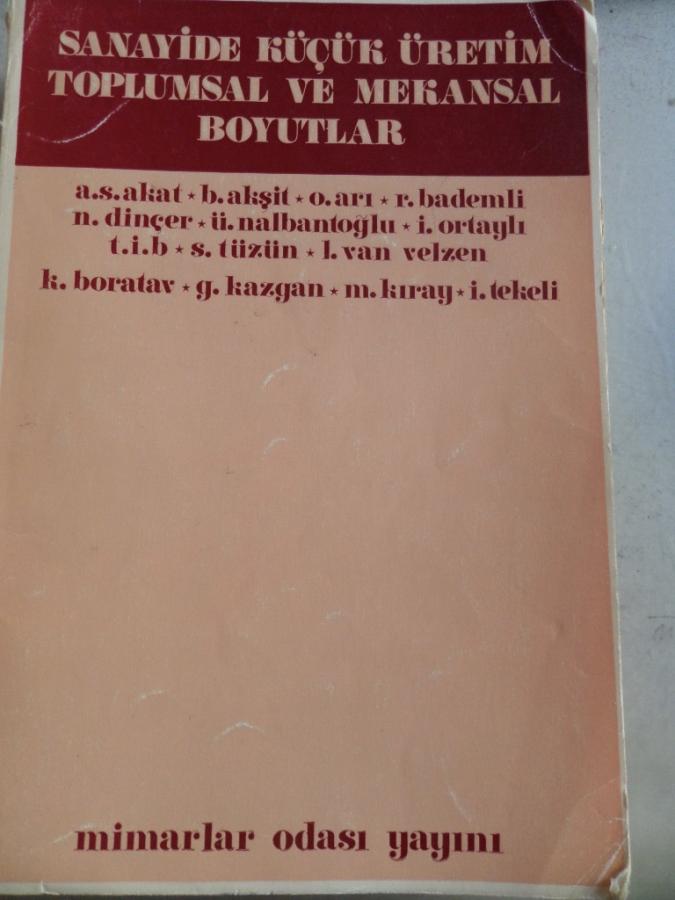 SANAYİDE KÜÇÜK ÜRETİM
TOPLUMSAL VE MEKANSAL
BOYUTLAR
a.s.akat ★ b.akşit ★ o.arı ★ r.bademli
n. dinçer ★ ü.nalbantoğlu ★ i. ortaylı
t.i.b ★ s. tüzün ★ l.van velzen
k. boratav ★ g. kazgan ★ m.kıray ★ i.tekeli
mimarlar odası yayını